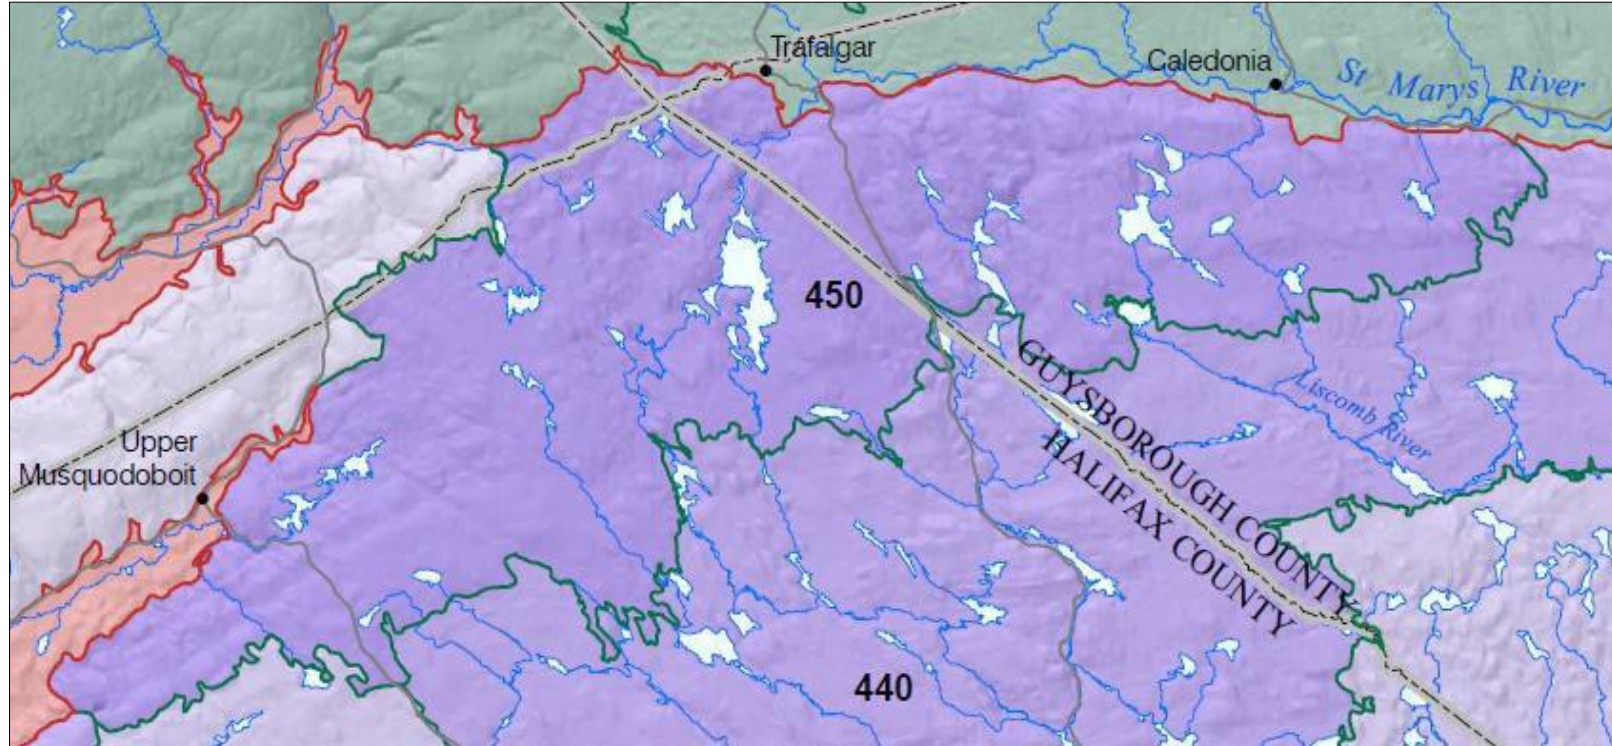 Trafalgar
Caledonia
St Marys River
450
GUYSBOROUGH COUNTY
HALIFAX COUNTY
Liscomb River
Upper
Musquodoboit
440